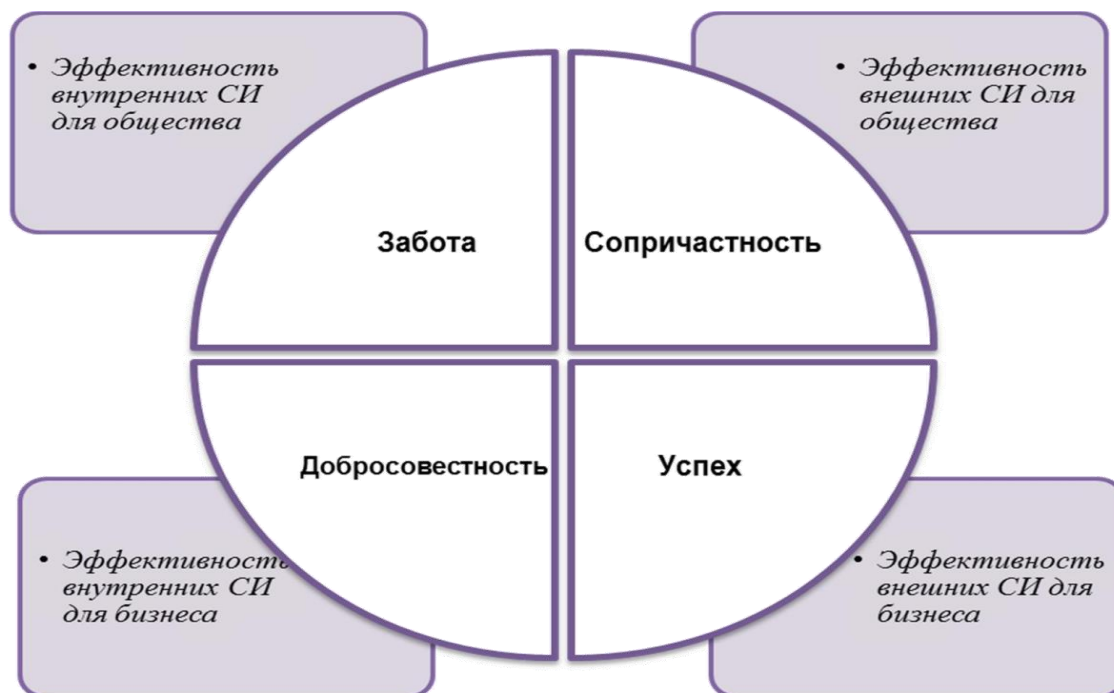 • Эффективность
внутренних СИ
для общества
• Эффективность
внешних СИ для
общества
Забота
Сопричастность
Добросовестность
Успех
• Эффективность
внутренних СИ
для бизнеса
• Эффективность
внешних СИ для
бизнеса